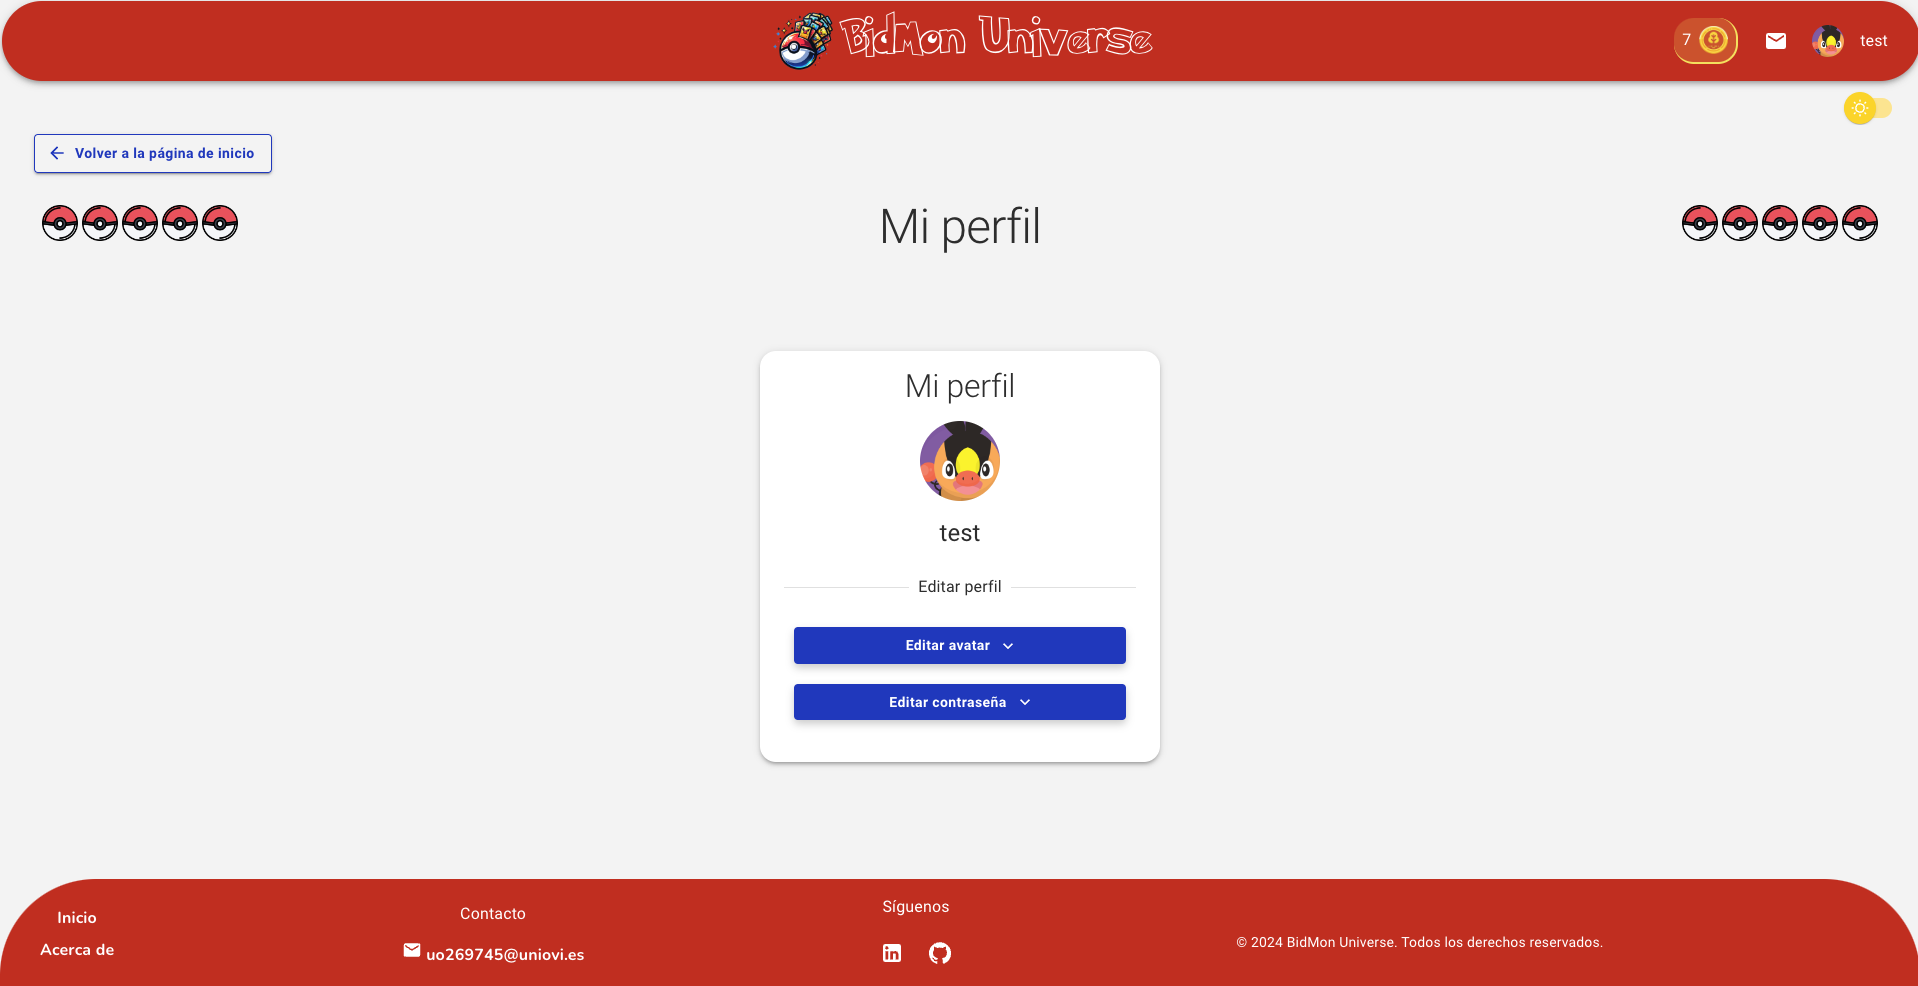 BidMon Universe
7
test
Volver a la página de inicio
Mi perfil
Mi perfil
test
Editar perfil
Editar avatar
Editar contraseña
Inicio
Acerca de
Contacto
uo269745@uniovi.es
Síguenos
© 2024 BidMon Universe. Todos los derechos reservados.